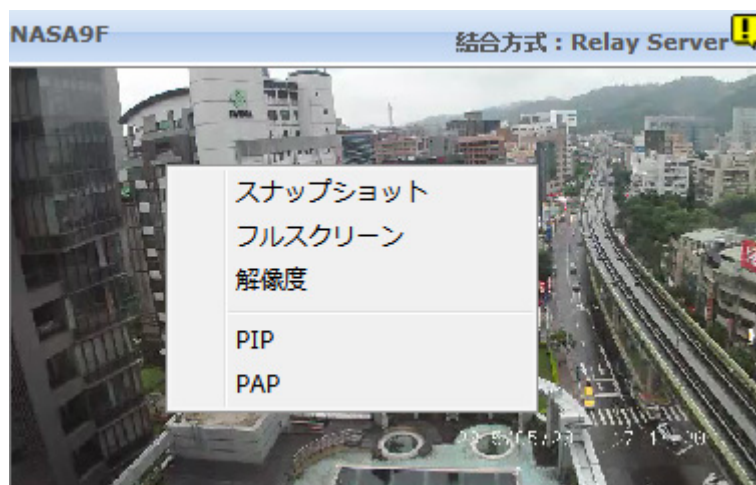 NASA9F
結合方式：Relay Server
スナップショット
フルスクリーン
解像度
PIP
PAP